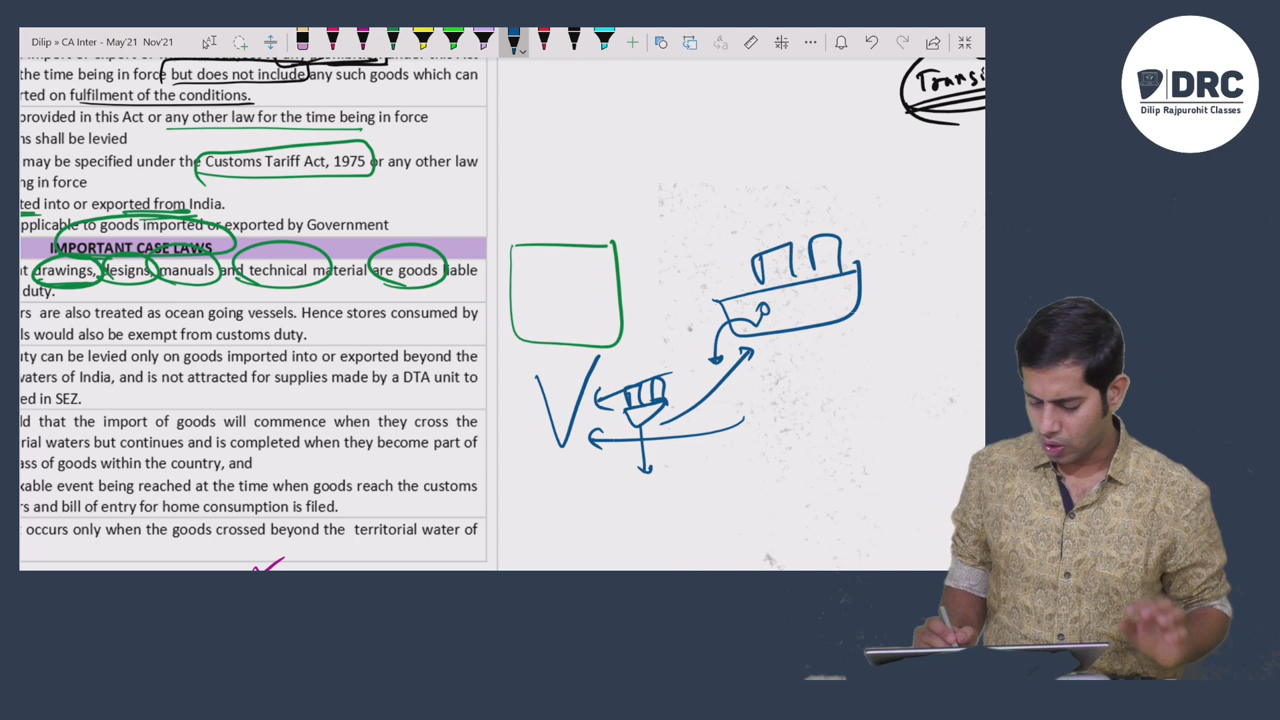 Dilip » CA Inter - May'21 Nov'21
the time being in force but does not include any such goods which can
rted on fulfilment of the conditions.
provided in this Act or any other law for the time being in force
ns shall be levied
may be specified under the Customs Tariff Act, 1975 or any other law
ng in force
ted into or exported from India.
pplicable to goods imported or exported by Government
IMPORTANT CASE LAWS
t drawings, designs, manuals and technical material are goods liable
duty.
rs are also treated as ocean going vessels. Hence stores consumed by
ls would also be exempt from customs duty.
uty can be levied only on goods imported into or exported beyond the
waters of India, and is not attracted for supplies made by a DTA unit to
ed in SEZ.
ld that the import of goods will commence when they cross the
rial waters but continues and is completed when they become part of
ass of goods within the country, and
xable event being reached at the time when goods reach the customs
rs and bill of entry for home consumption is filed.
occurs only when the goods crossed beyond the territorial water of
Transi
DRC
Dilip Rajpurohit Classes